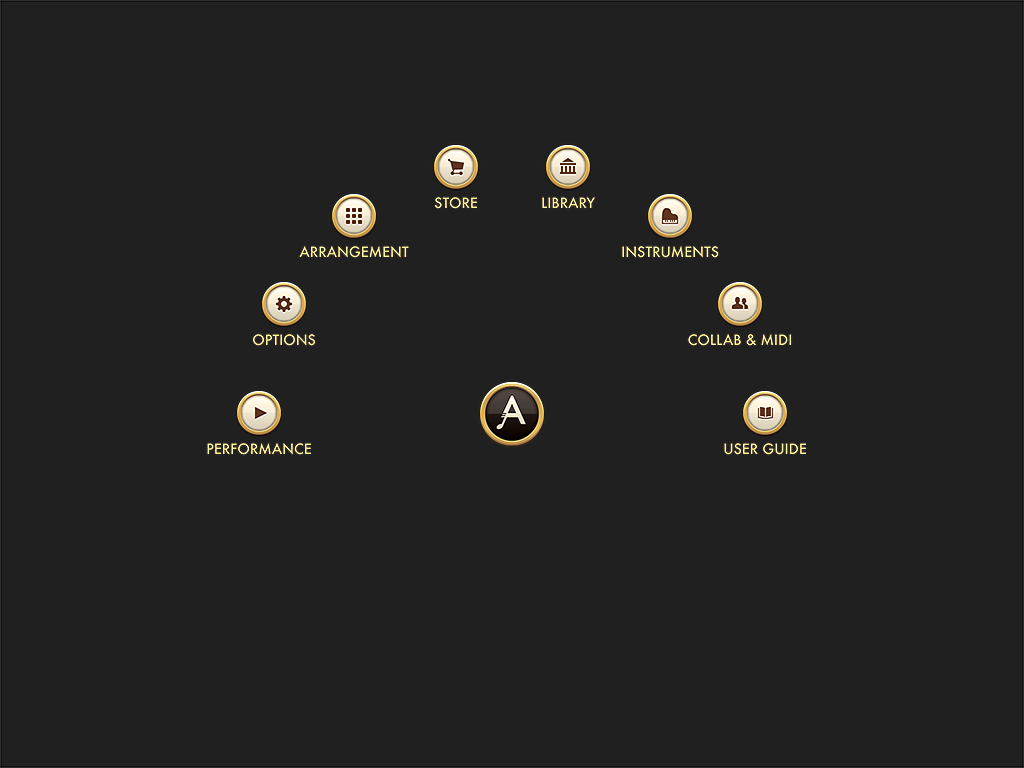 STORE
LIBRARY
ARRANGEMENT
INSTRUMENTS
OPTIONS
COLLAB & MIDI
A
PERFORMANCE
USER GUIDE